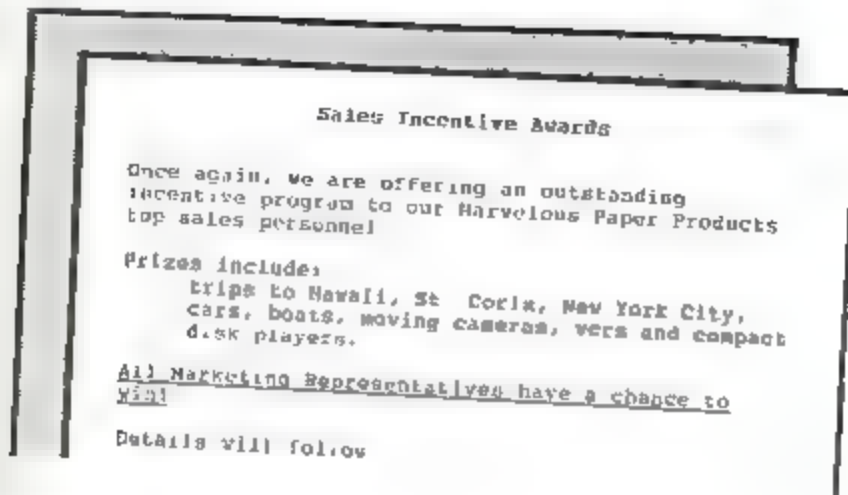 Sales Incentive Awards
Once again, we are offering an outstanding
incentive program to our Marvelous Paper Products
top sales personnel
Prizes include:
trips to Hawaii, St Corix, New York City,
cars, boats, moving cameras, vcrs and compact
disk players.
All Marketing Representatives have a chance to
win!
Details will follow